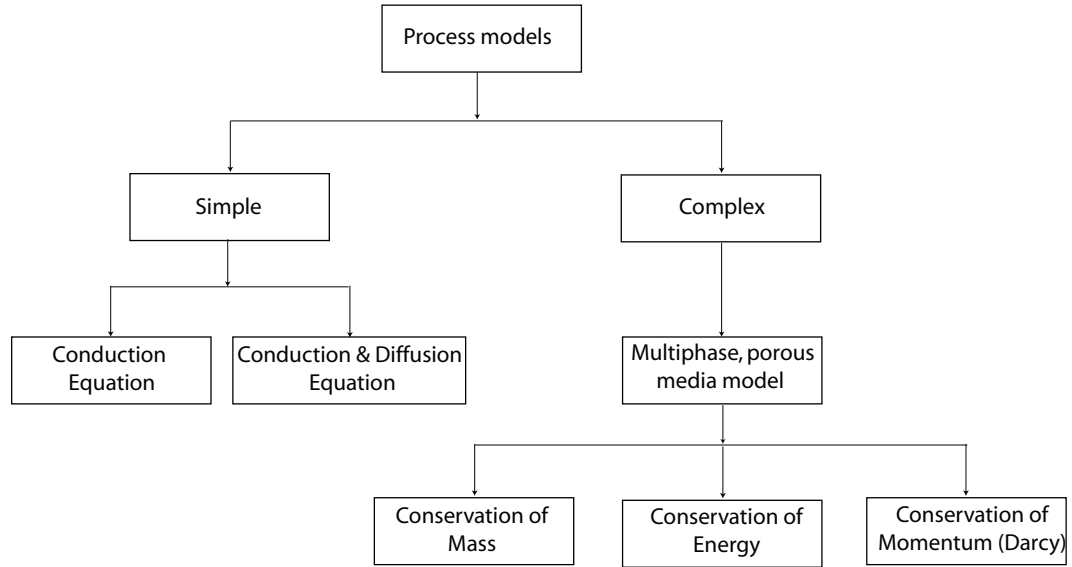 Process models
Simple
Complex
Conduction
Equation
Conduction & Diffusion
Equation
Multiphase, porous
media model
Conservation of
Mass
Conservation of
Energy
Conservation of
Momentum (Darcy)